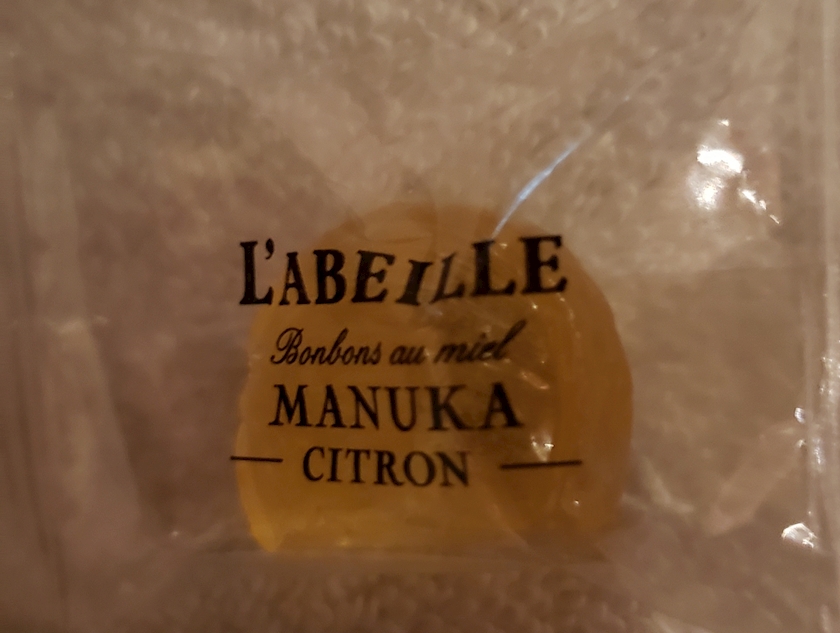 L'ABEILLE
Bonbons au miel
MANUKA
CITRON